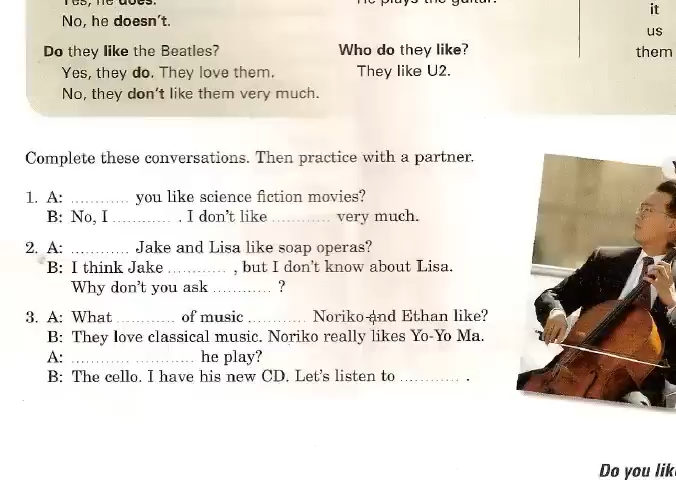 Yes, he does.
No, he doesn't.
He plays the guitar.
it
us
them
Do they like the Beatles?
Yes, they do. They love them.
No, they don't like them very much.
Who do they like?
They like U2.
Complete these conversations. Then practice with a partner.
1. A: ............ you like science fiction movies?
B: No, I ............ . I don't like ............ very much.
2. A: ............ Jake and Lisa like soap operas?
B: I think Jake ............ , but I don't know about Lisa.
Why don't you ask ............ ?
3. A: What ............ of music ............ Noriko and Ethan like?
B: They love classical music. Noriko really likes Yo-Yo Ma.
A: ............ ............ he play?
B: The cello. I have his new CD. Let's listen to ............ .
Do you lik